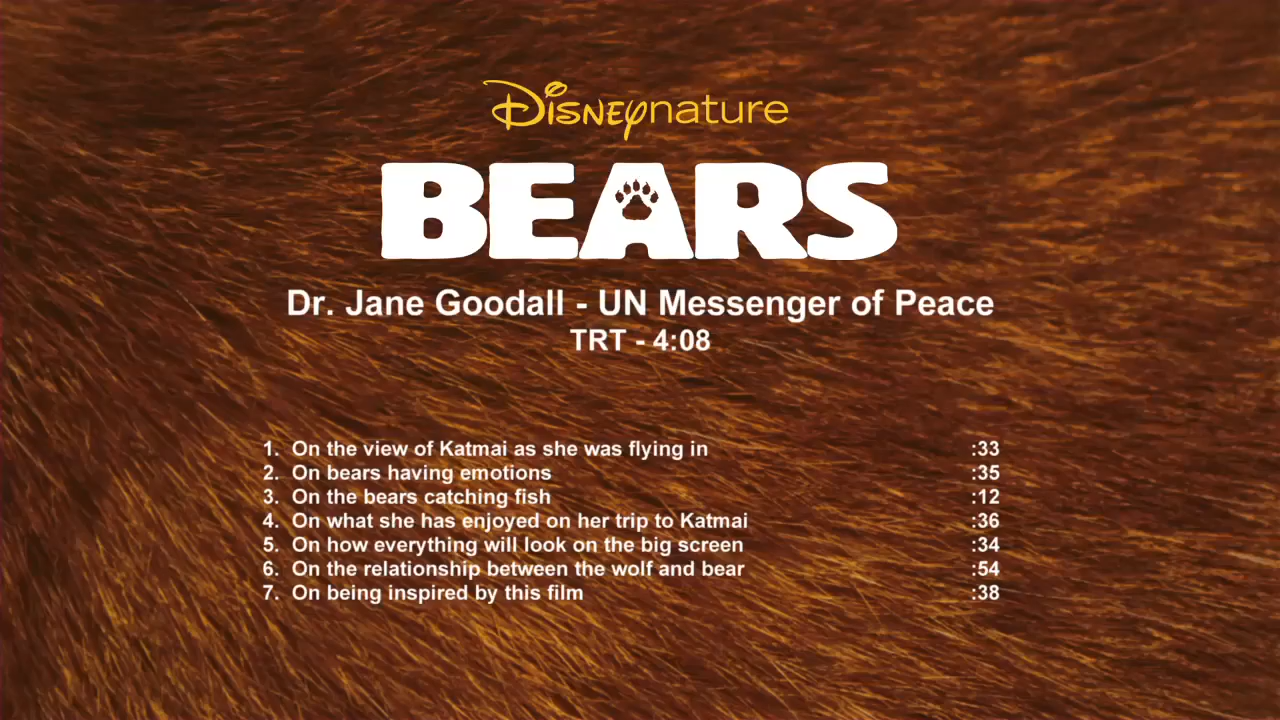 Disneynature
BEARS
Dr. Jane Goodall - UN Messenger of Peace
TRT - 4:08
1. On the view of Katmai as she was flying in :33
2. On bears having emotions :35
3. On the bears catching fish :12
4. On what she has enjoyed on her trip to Katmai :36
5. On how everything will look on the big screen :34
6. On the relationship between the wolf and bear :54
7. On being inspired by this film :38